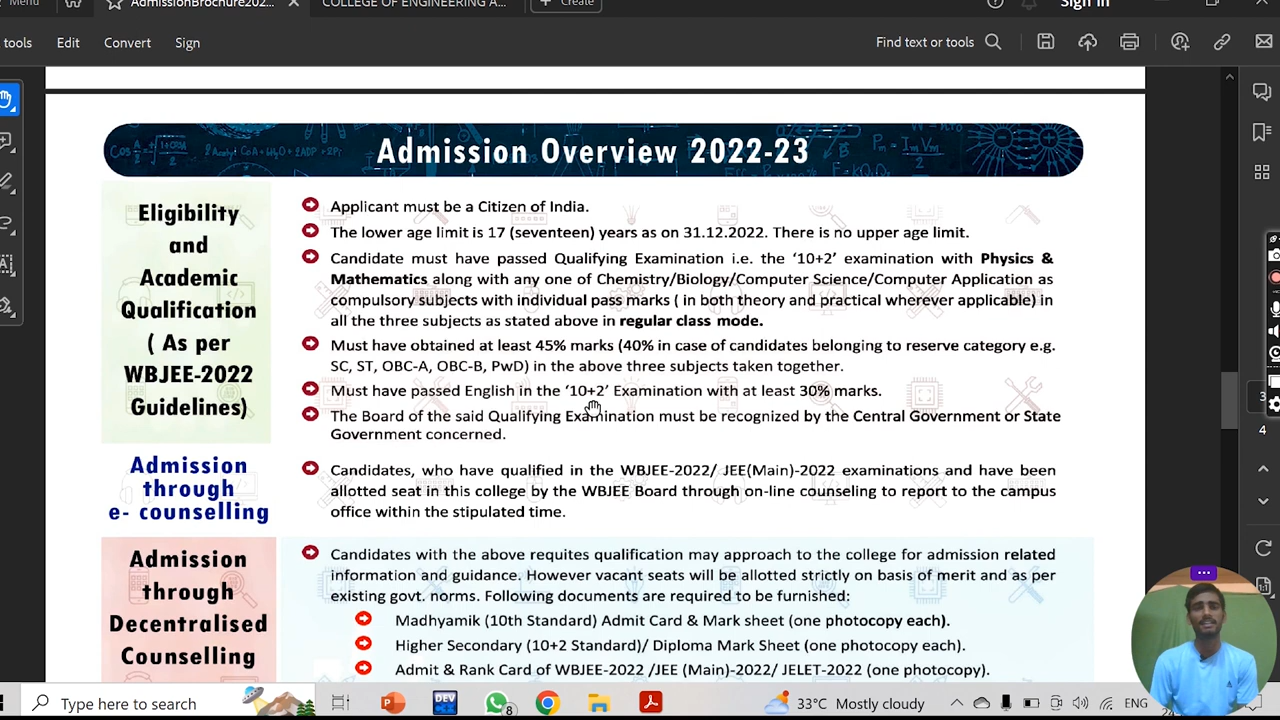 Menu
AdmissionBrochure202...
COLLEGE OF ENGINEERING A...
Create
Sign In
tools
Edit
Convert
Sign
Find text or tools
Admission Overview 2022-23
Eligibility
and
Academic
Qualification
( As per
WBJEE-2022
Guidelines)
Applicant must be a Citizen of India.
The lower age limit is 17 (seventeen) years as on 31.12.2022. There is no upper age limit.
Candidate must have passed Qualifying Examination i.e. the ‘10+2’ examination with Physics &
Mathematics along with any one of Chemistry/Biology/Computer Science/Computer Application as
compulsory subjects with individual pass marks ( in both theory and practical wherever applicable) in
all the three subjects as stated above in regular class mode.
Must have obtained at least 45% marks (40% in case of candidates belonging to reserve category e.g.
SC, ST, OBC-A, OBC-B, PwD) in the above three subjects taken together.
Must have passed English in the ‘10+2’ Examination with at least 30% marks.
The Board of the said Qualifying Examination must be recognized by the Central Government or State
Government concerned.
Admission
through
e- counselling
Candidates, who have qualified in the WBJEE-2022/ JEE(Main)-2022 examinations and have been
allotted seat in this college by the WBJEE Board through on-line counseling to report to the campus
office within the stipulated time.
Admission
through
Decentralised
Counselling
Candidates with the above requites qualification may approach to the college for admission related
information and guidance. However vacant seats will be allotted strictly on basis of merit and as per
existing govt. norms. Following documents are required to be furnished:
Madhyamik (10th Standard) Admit Card & Mark sheet (one photocopy each).
Higher Secondary (10+2 Standard)/ Diploma Mark Sheet (one photocopy each).
Admit & Rank Card of WBJEE-2022 /JEE (Main)-2022/ JELET-2022 (one photocopy).
3
4
Type here to search
DEV
8
33°C Mostly cloudy
ENG